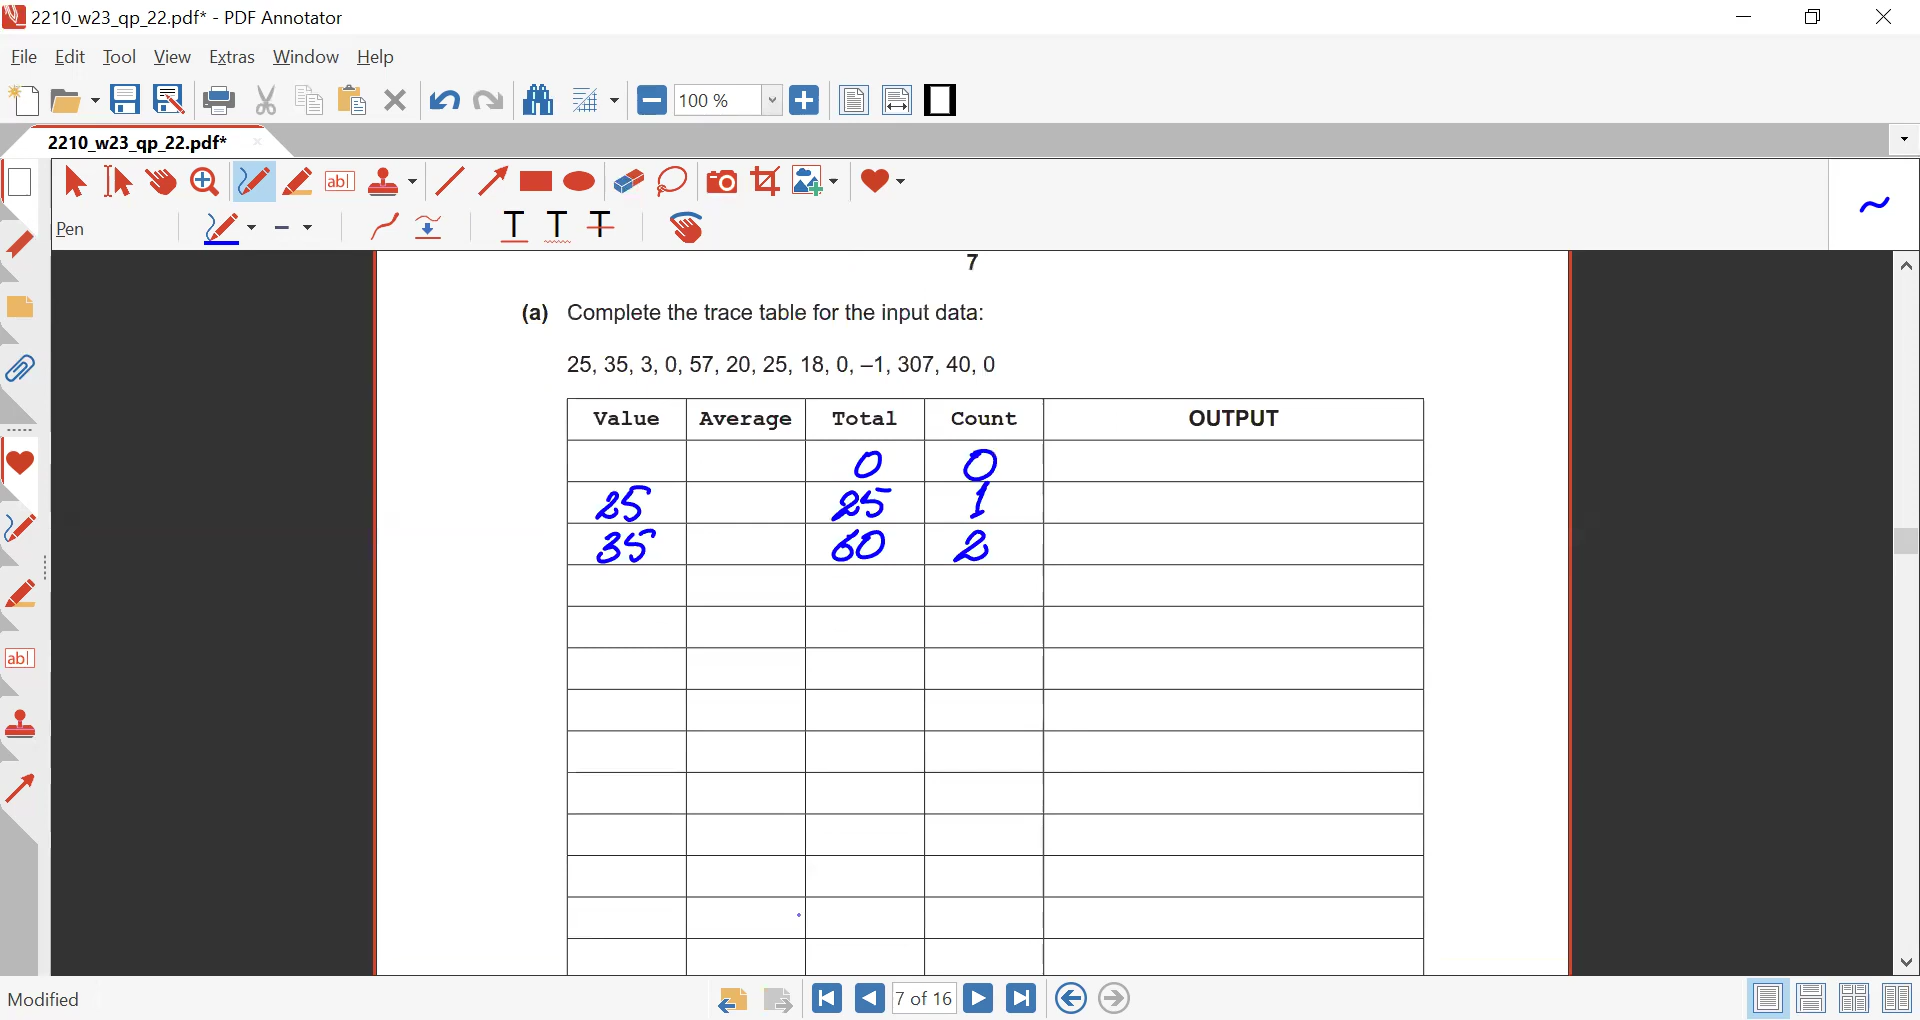 2210_w23_qp_22.pdf* - PDF Annotator
File Edit Tool View Extras Window Help
100 %
2210_w23_qp_22.pdf*
ab
T T T
Pen
7
(a) Complete the trace table for the input data:
25, 35, 3, 0, 57, 20, 25, 18, 0, –1, 307, 40, 0
Value Average Total Count OUTPUT
0 0
25 25 1
35 60 2
ab
Modified 7 of 16